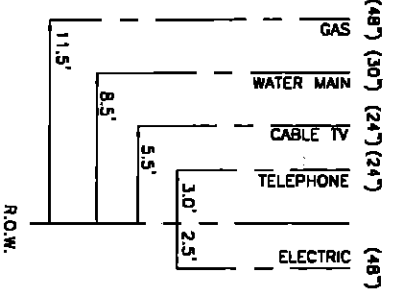 (48") (30") (24") (24") (48")
GAS
WATER MAIN
CABLE TV
TELEPHONE
ELECTRIC
11.5'
8.5'
5.5'
3.0' 2.5'
R.O.W.